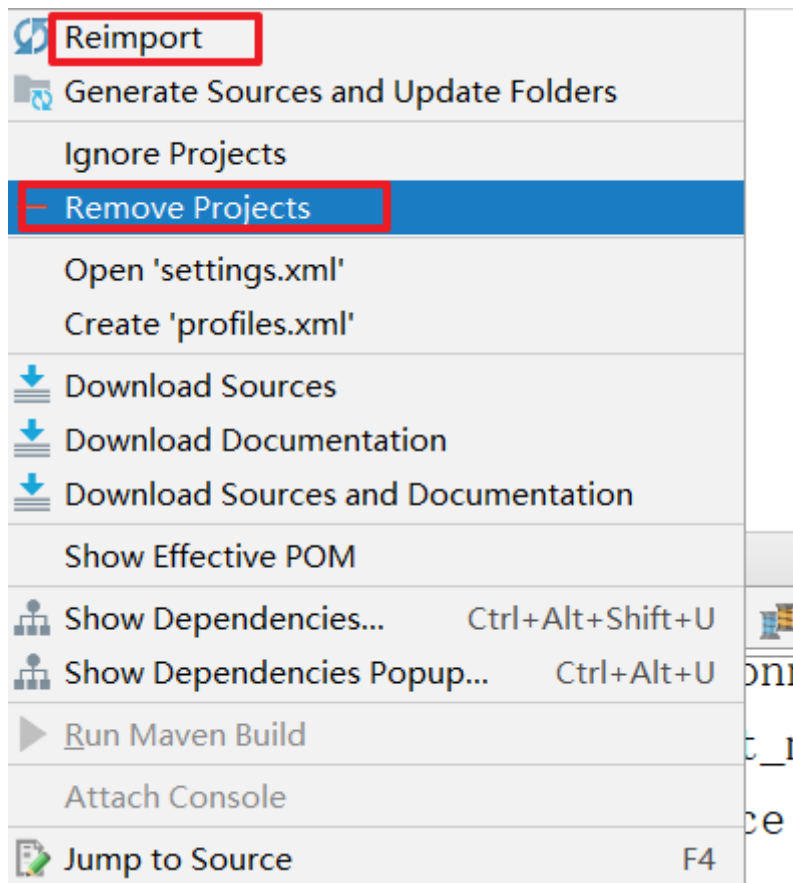 Reimport
Generate Sources and Update Folders
Ignore Projects
Remove Projects
Open 'settings.xml'
Create 'profiles.xml'
Download Sources
Download Documentation
Download Sources and Documentation
Show Effective POM
Show Dependencies... Ctrl+Alt+Shift+U
Show Dependencies Popup... Ctrl+Alt+U
Run Maven Build
Attach Console
Jump to Source F4